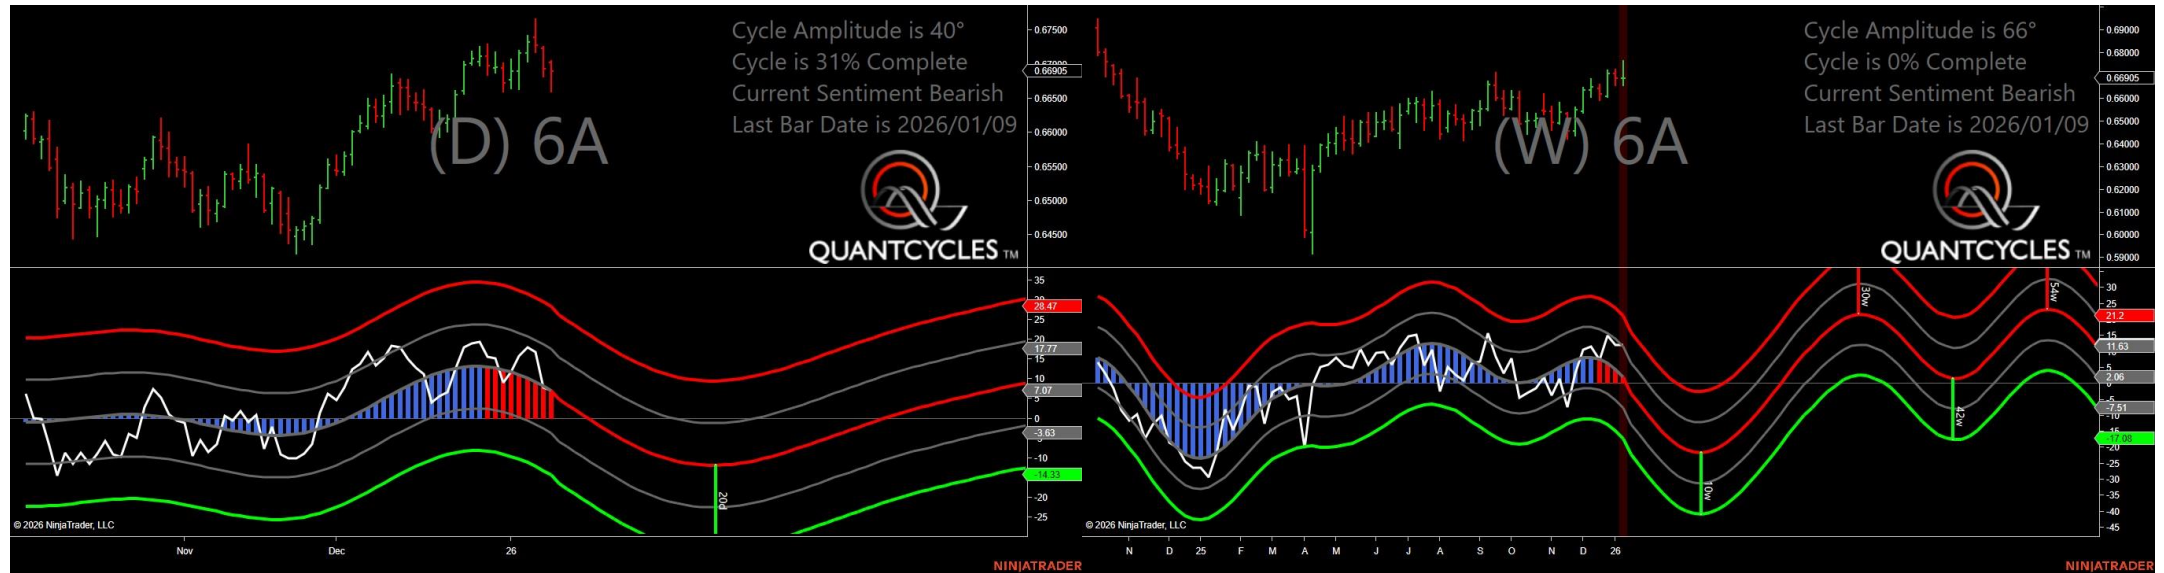 Cycle Amplitude is 40°
Cycle is 31% Complete
Current Sentiment Bearish
Last Bar Date is 2026/01/09
(D) 6A
QUANTCYCLES TM
0.67500
0.66905
0.66500
0.66000
0.65500
0.65000
0.64500
35
28.47
25
20
17.77
15
10
7.07
5
0
-3.63
-10
-14.33
-20
-25
20d
© 2026 NinjaTrader, LLC
Nov
Dec
26
NINJATRADER
Cycle Amplitude is 66°
Cycle is 0% Complete
Current Sentiment Bearish
Last Bar Date is 2026/01/09
(W) 6A
QUANTCYCLES TM
0.69000
0.68000
0.66905
0.66000
0.65000
0.64000
0.63000
0.62000
0.61000
0.60000
0.59000
30w
54w
42w
10w
30
25
21.2
15
11.63
2.06
-5
-7.51
-17.08
-20
-25
-30
-35
-40
-45
© 2026 NinjaTrader, LLC
N
D
25
F
M
A
M
J
J
A
S
O
N
D
26
NINJATRADER